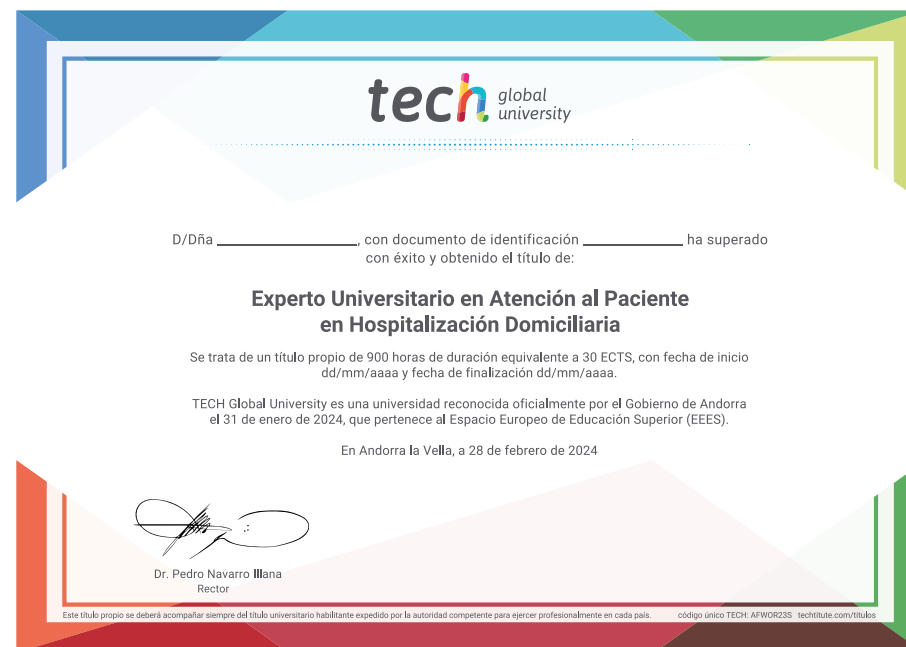 tech global university
D/Dña ________________, con documento de identificación ____________ ha superado
con éxito y obtenido el título de:
Experto Universitario en Atención al Paciente
en Hospitalización Domiciliaria
Se trata de un título propio de 900 horas de duración equivalente a 30 ECTS, con fecha de inicio
dd/mm/aaaa y fecha de finalización dd/mm/aaaa.
TECH Global University es una universidad reconocida oficialmente por el Gobierno de Andorra
el 31 de enero de 2024, que pertenece al Espacio Europeo de Educación Superior (EEES).
En Andorra la Vella, a 28 de febrero de 2024
Dr. Pedro Navarro Illana
Rector
Este título propio se deberá acompañar siempre del título universitario habilitante expedido por la autoridad competente para ejercer profesionalmente en cada país. código único TECH: AFWOR23S techtitute.com/titulos